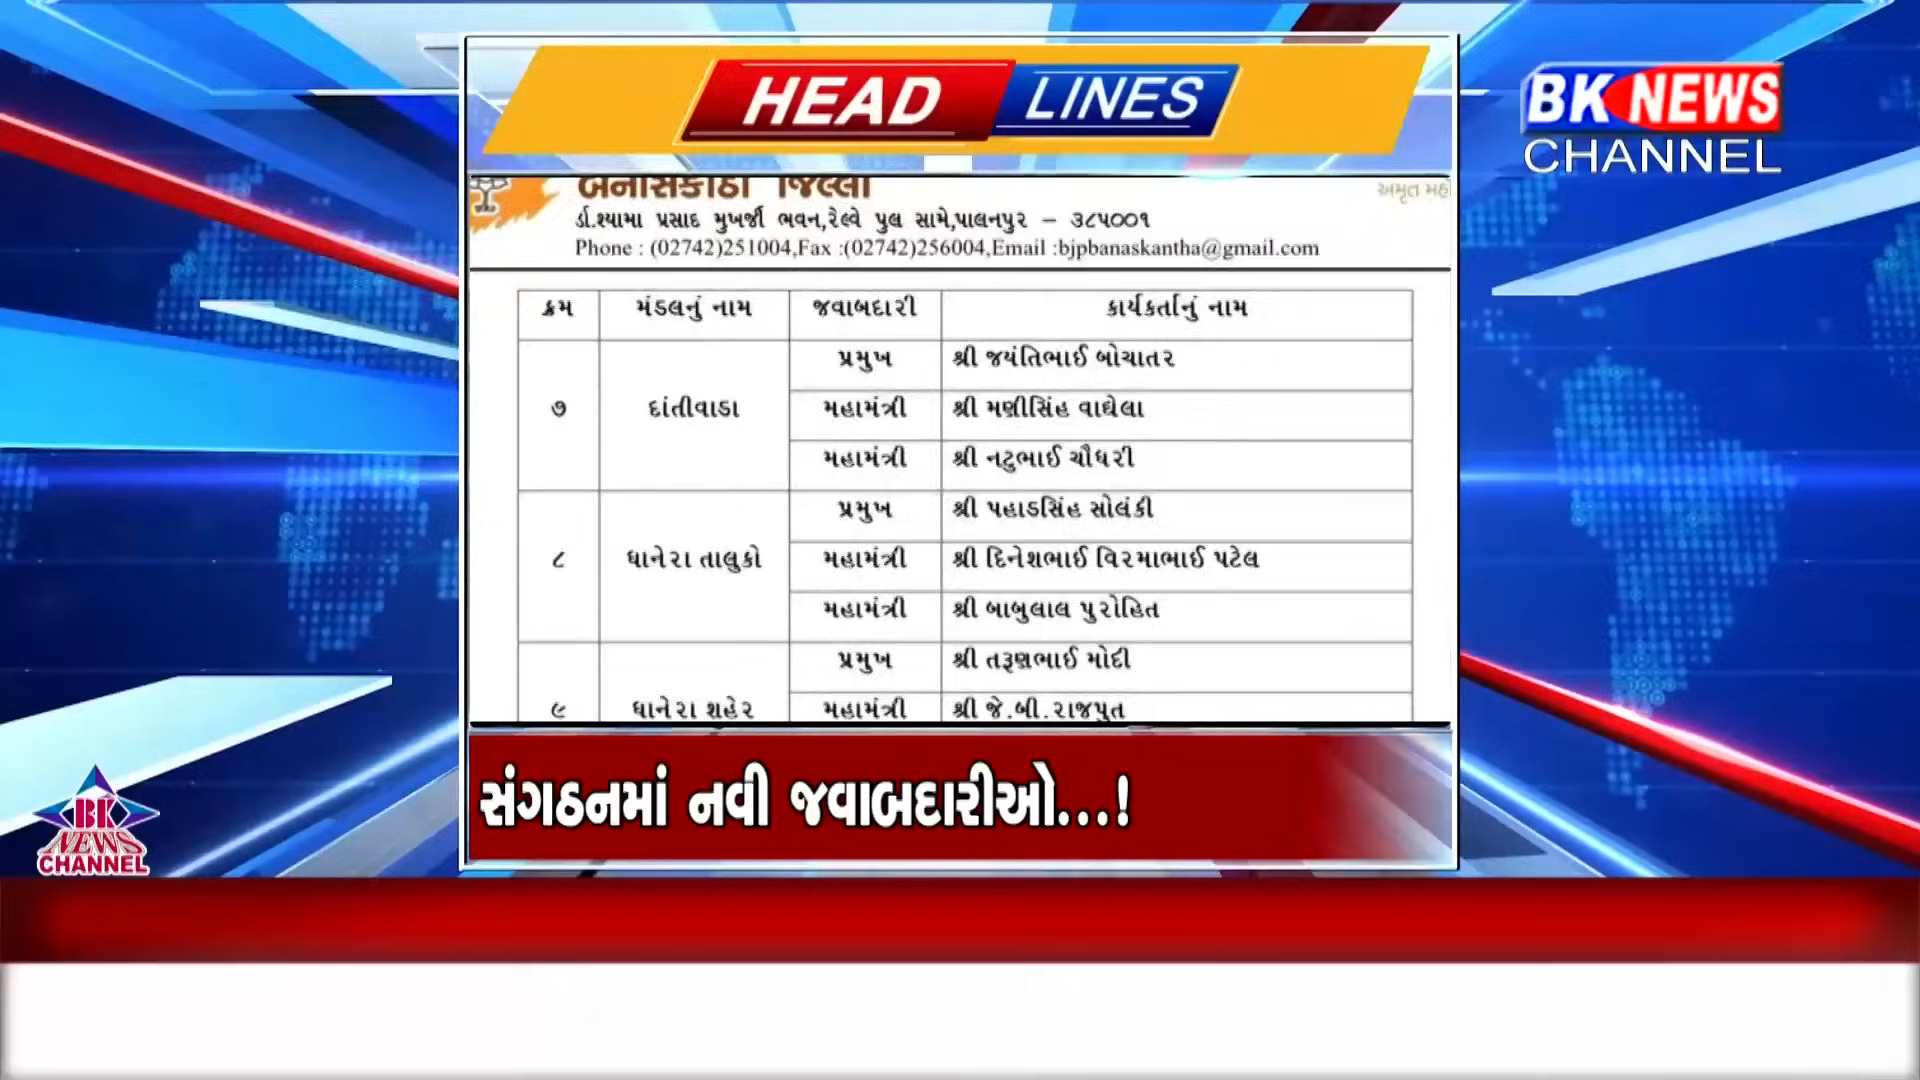 HEAD LINES
BK NEWS
CHANNEL
બનાસકાંઠા જિલ્લા
અમૃત મહ
ર્ડા.શ્યામા પ્રસાદ મુખર્જી ભવન,રેલ્વે પુલ સામે,પાલનપુર – ૩૮૫૦૦૧
Phone : (02742)251004,Fax :(02742)256004,Email :bjpbanaskantha@gmail.com
ક્રમ મંડલનું નામ જવાબદારી કાર્યકર્તાનું નામ
પ્રમુખ શ્રી જયંતિભાઈ બોચાતર
૭ દાંતીવાડા મહામંત્રી શ્રી મણીસિંહ વાઘેલા
મહામંત્રી શ્રી નટુભાઈ ચૌધરી
પ્રમુખ શ્રી પહાડસિંહ સોલંકી
૮ ધાનેરા તાલુકો મહામંત્રી શ્રી દિનેશભાઈ વિરમાભાઈ પટેલ
મહામંત્રી શ્રી બાબુલાલ પુરોહિત
પ્રમુખ શ્રી તરૂણભાઈ મોદી
૯ ધાનેરા શહેર મહામંત્રી શ્રી જે.બી.રાજપુત
સંગઠનમાં નવી જવાબદારીઓ...!
BK
NEWS
CHANNEL